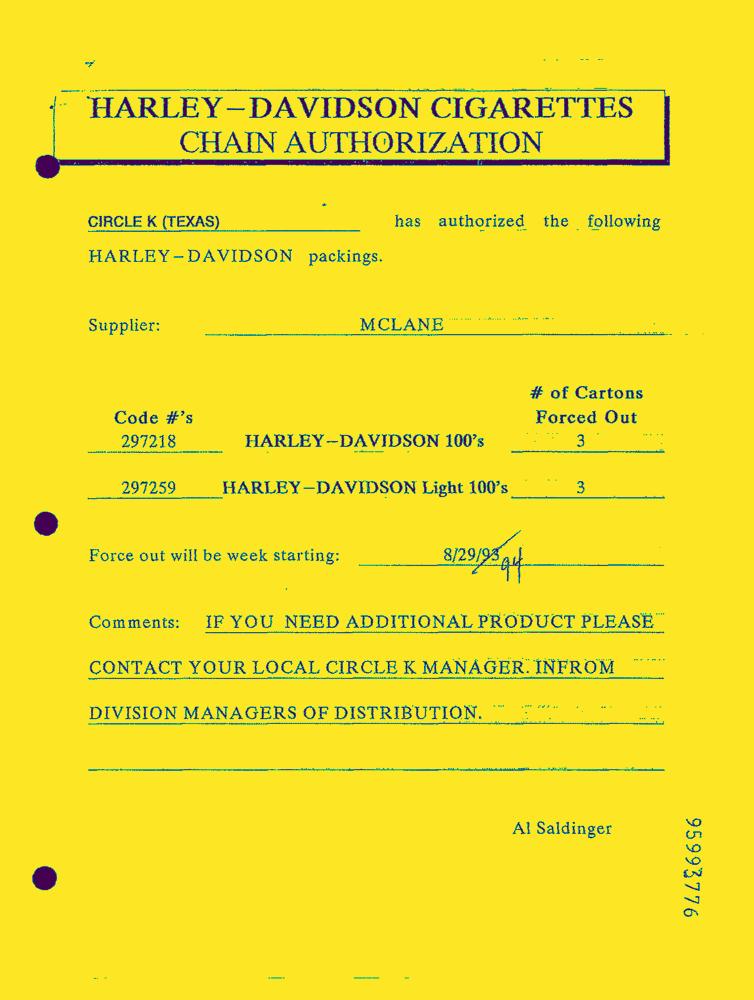 HARLEY-DAVIDSON CIGARETTES
CHAIN AUTHORIZATION
CIRCLE K (TEXAS) has authorized the following
HARLEY-DAVIDSON packings.
Supplier: MCLANE
# of Cartons
Code #'s Forced Out
297218 HARLEY-DAVIDSON 100's 3
297259 HARLEY-DAVIDSON Light 100's 3
Force out will be week starting: 8/29/93 94
Comments: IF YOU NEED ADDITIONAL PRODUCT PLEASE
CONTACT YOUR LOCAL CIRCLE K MANAGER. INFROM
DIVISION MANAGERS OF DISTRIBUTION.
Al Saldinger
95993776